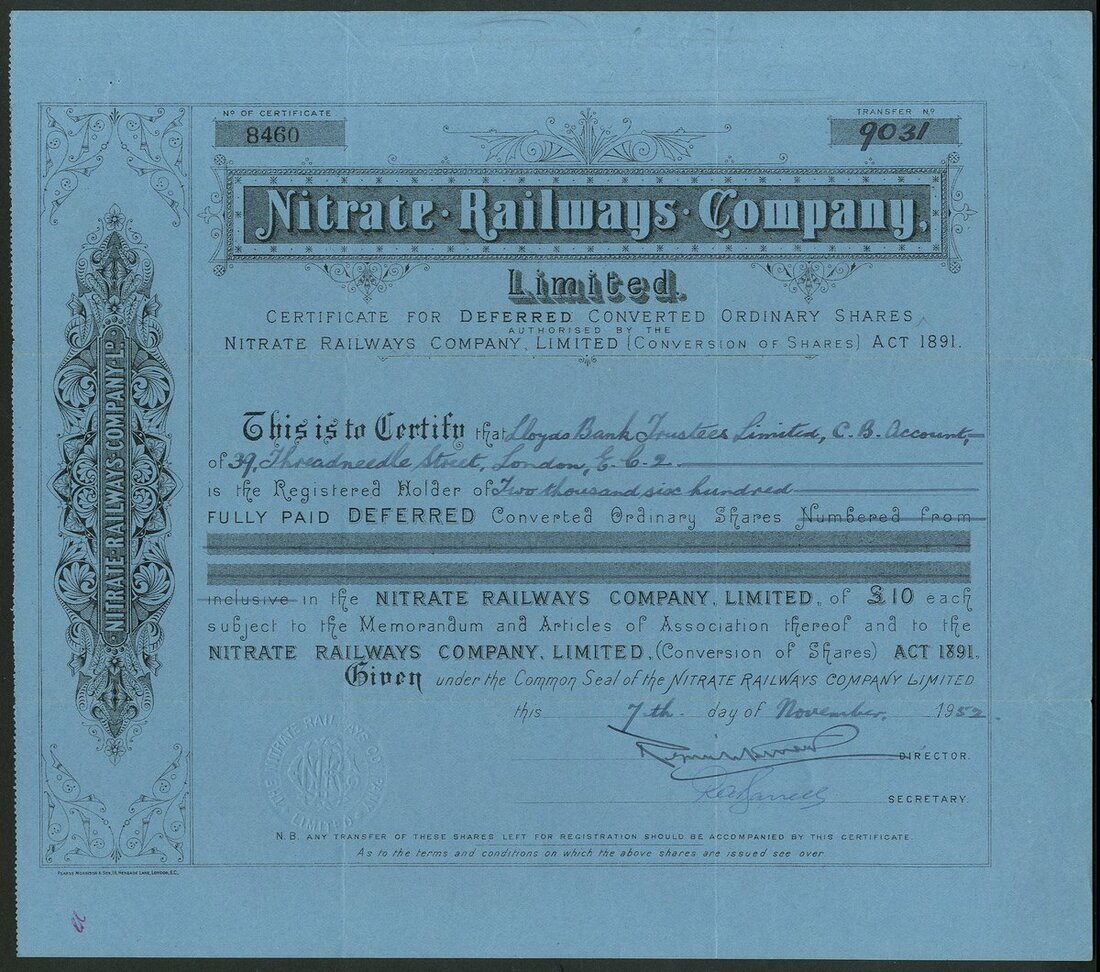 Nº OF CERTIFICATE
8460
TRANSFER Nº
9031
Nitrate · Railways · Company,
Limited.
CERTIFICATE FOR DEFERRED CONVERTED ORDINARY SHARES
AUTHORISED BY THE
NITRATE RAILWAYS COMPANY, LIMITED (CONVERSION OF SHARES) ACT 1891.
This is to Certify that Lloyds Bank Trustees Limited, C. B. Account,
of 39, Threadneedle Street, London, E. C. 2.
is the Registered Holder of Two thousand six hundred
FULLY PAID DEFERRED Converted Ordinary Shares Numbered from
inclusive in the NITRATE RAILWAYS COMPANY, LIMITED, of £10 each
subject to the Memorandum and Articles of Association thereof and to the
NITRATE RAILWAYS COMPANY, LIMITED, (Conversion of Shares) ACT 1891.
Given under the Common Seal of the NITRATE RAILWAYS COMPANY LIMITED
this 7th day of November, 1952.
DIRECTOR.
SECRETARY.
N.B. ANY TRANSFER OF THESE SHARES LEFT FOR REGISTRATION SHOULD BE ACCOMPANIED BY THIS CERTIFICATE
As to the terms and conditions on which the above shares are issued see over
· NITRATE · RAILWAYS · COMPANY · Lᴰ ·
THE NITRATE RAILWAYS COMPANY LIMITED